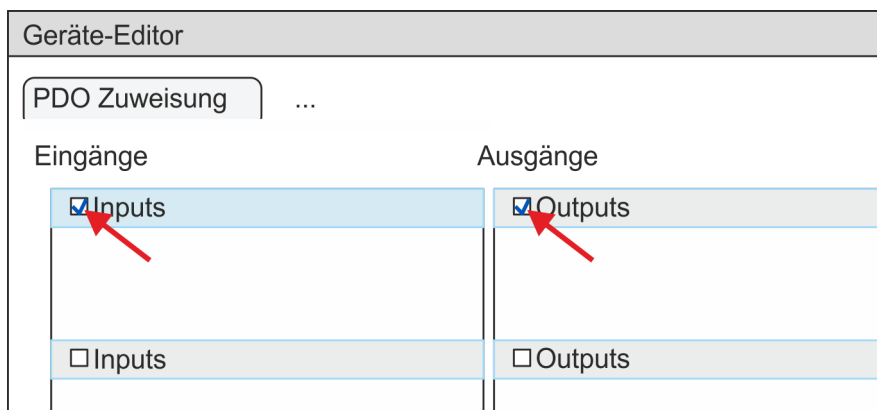 Geräte-Editor
PDO Zuweisung ...
Eingänge Ausgänge
Inputs Outputs
Inputs Outputs